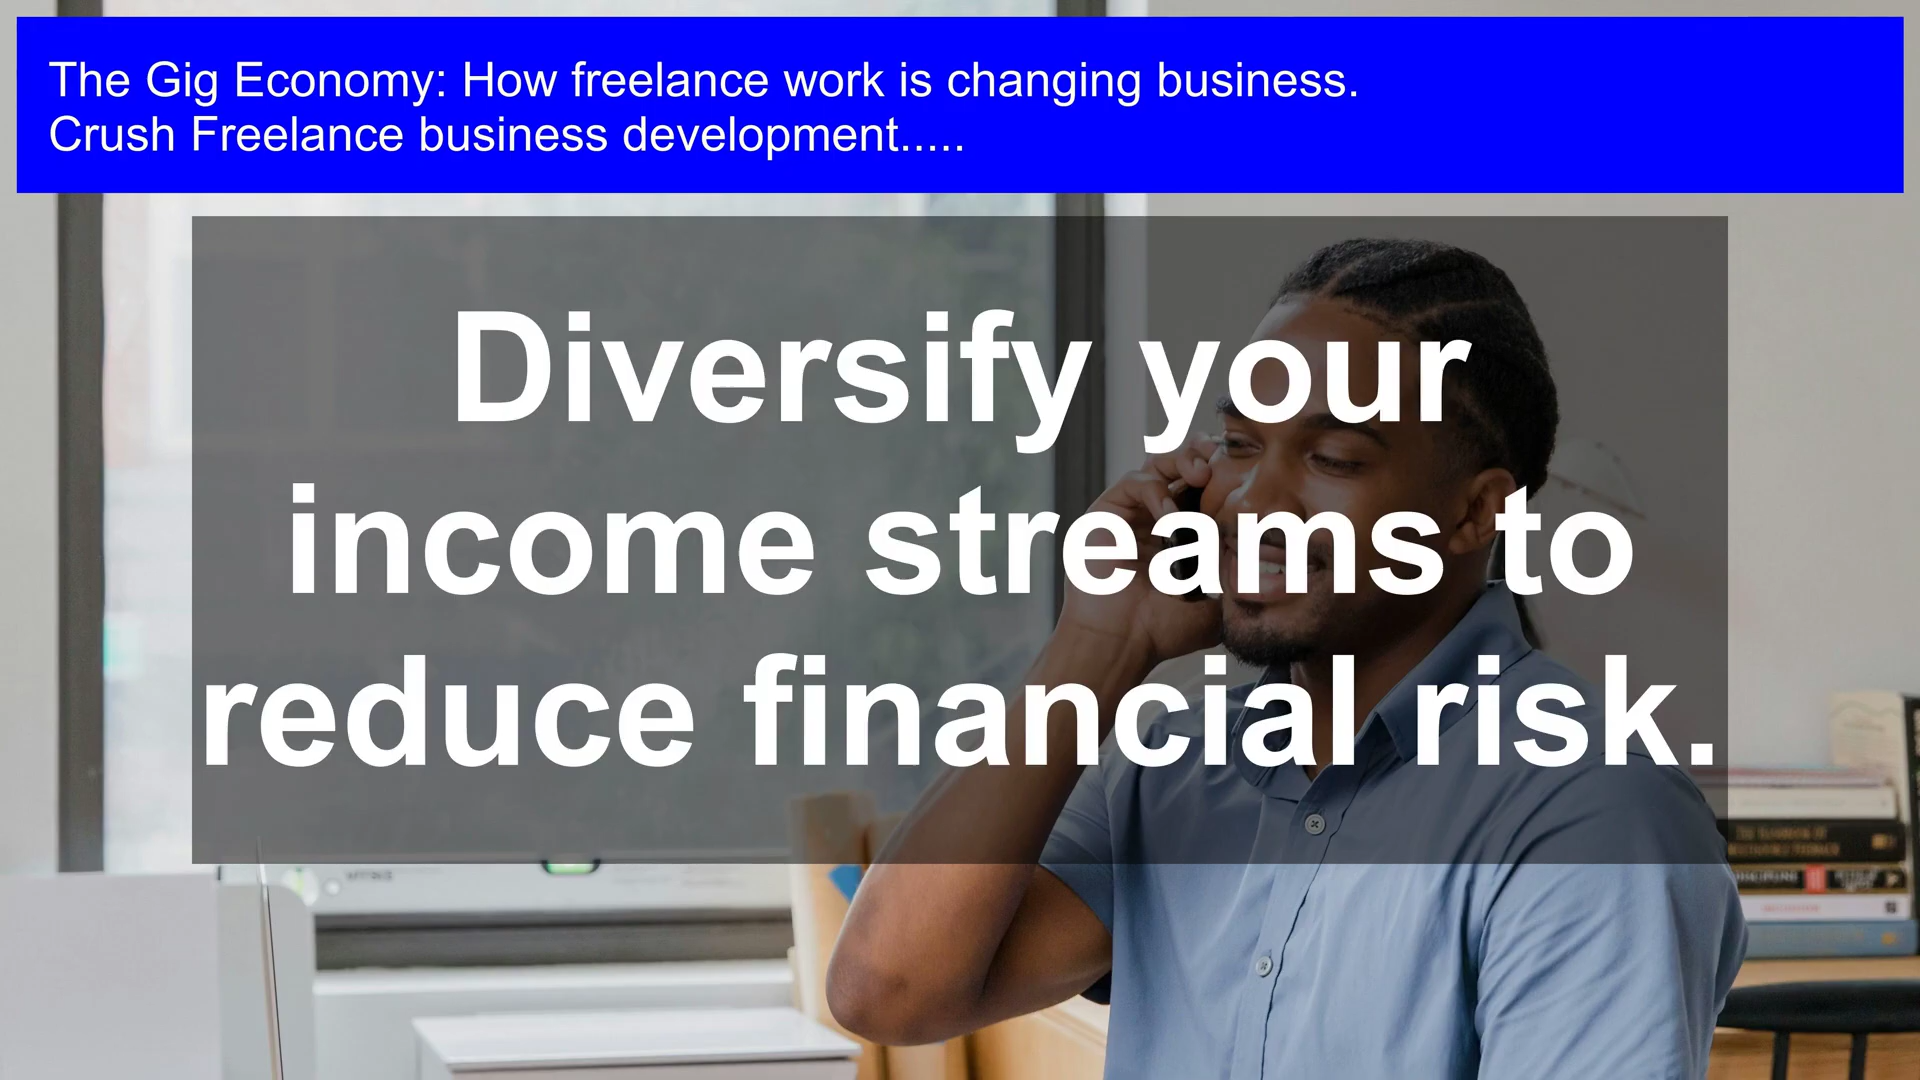 The Gig Economy: How freelance work is changing business.
Crush Freelance business development.....
Diversify your
income streams to
reduce financial risk.